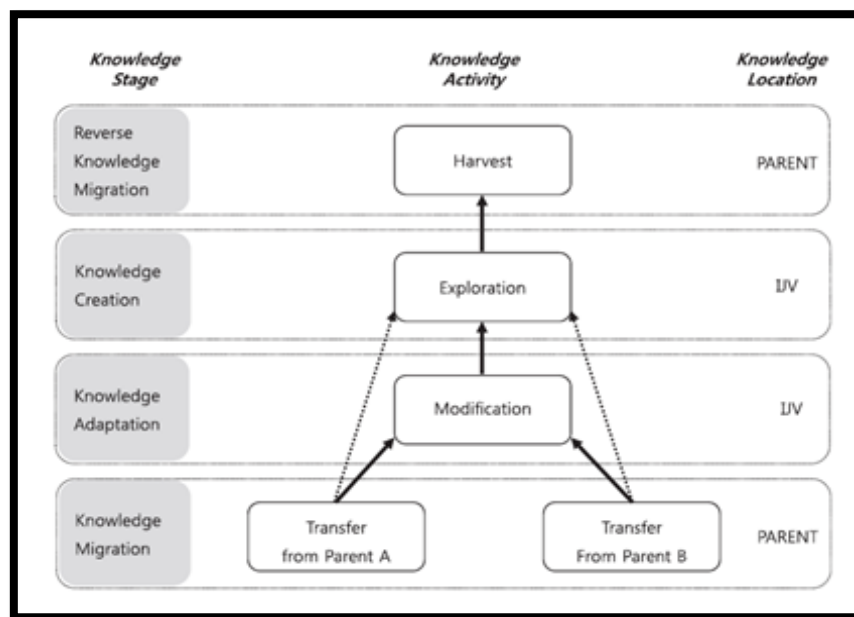 Knowledge
Stage
Knowledge
Activity
Knowledge
Location
Reverse
Knowledge
Migration
Harvest
PARENT
Knowledge
Creation
Exploration
IJV
Knowledge
Adaptation
Modification
IJV
Knowledge
Migration
Transfer
from Parent A
Transfer
From Parent B
PARENT